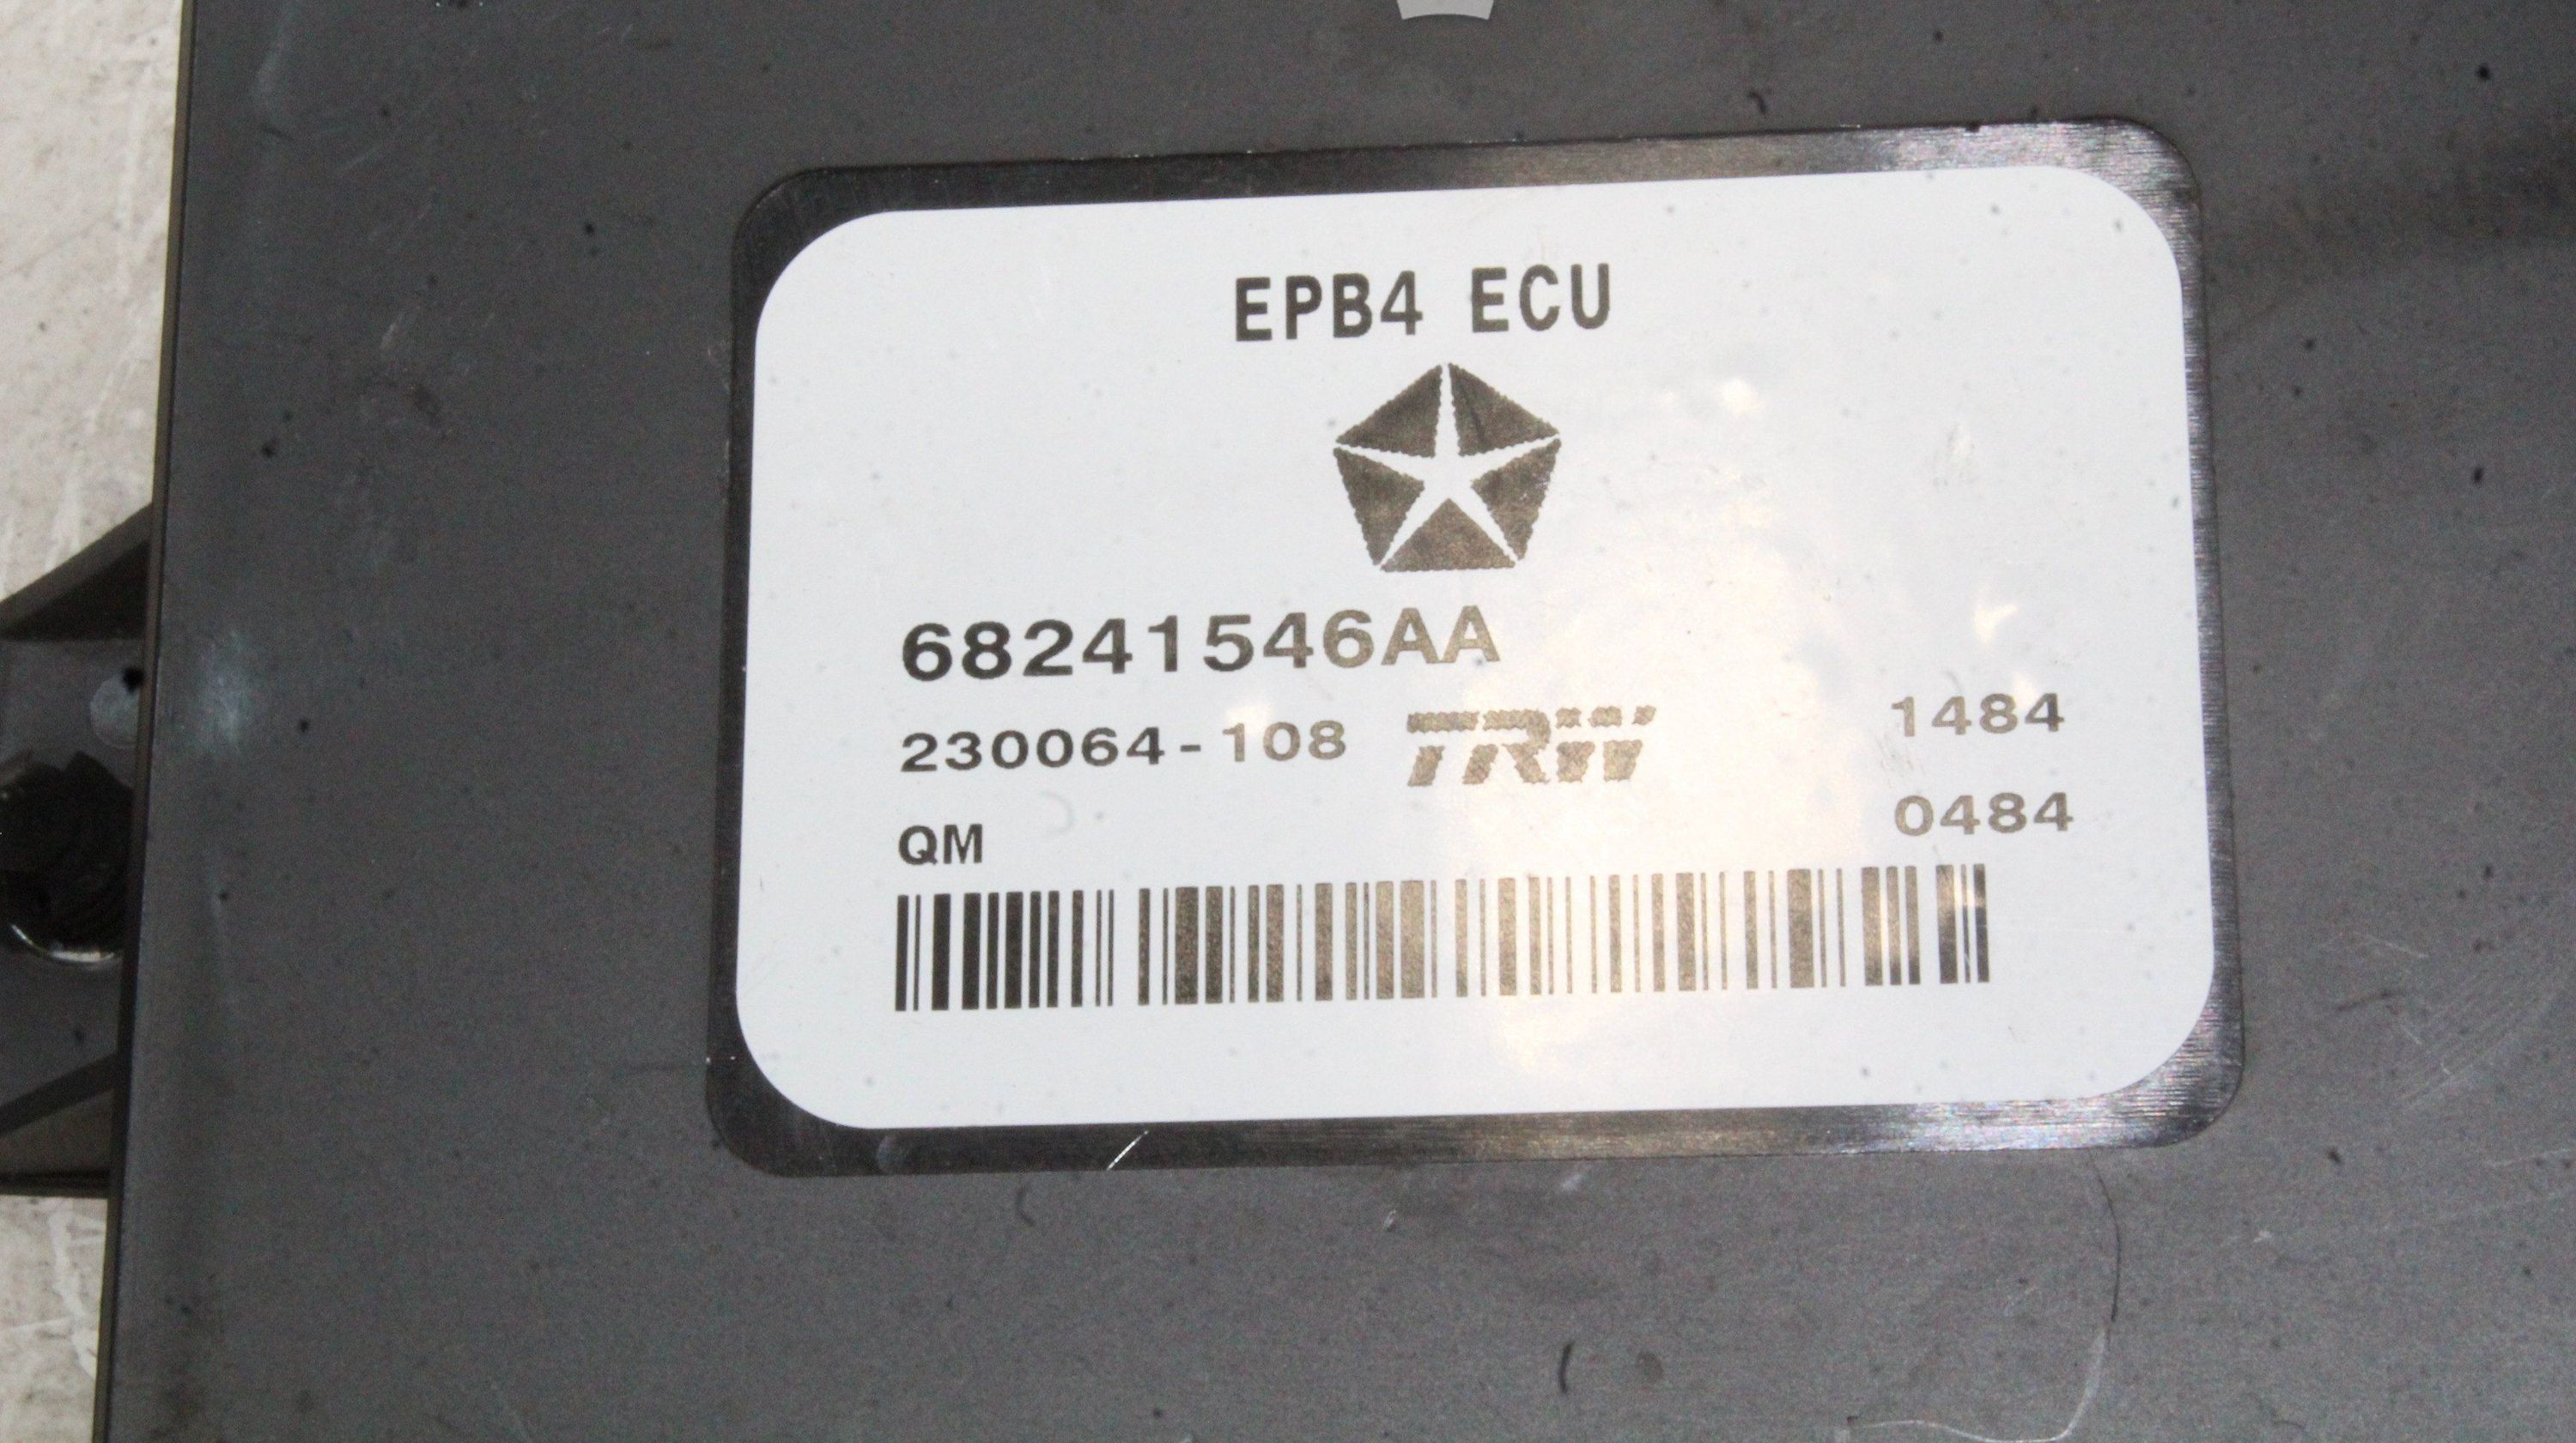 EPB4 ECU
68241546AA
230064-108 TRW 1484
QM 0484